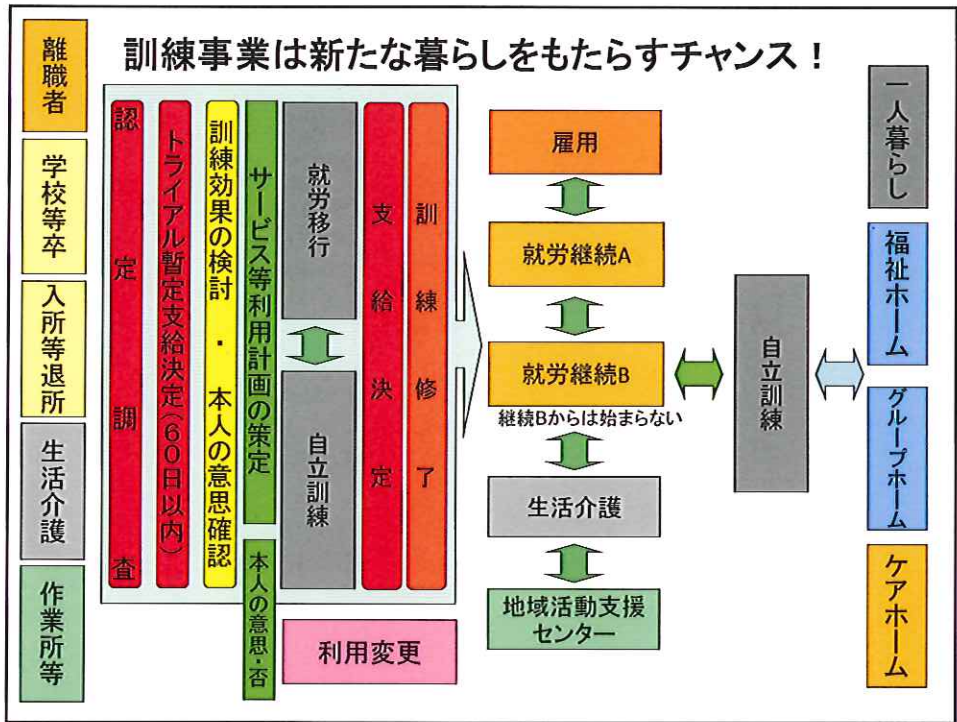 訓練事業は新たな暮らしをもたらすチャンス！
離職者
学校等卒
入所等退所
生活介護
作業所等
認定調査
トライアル暫定支給決定(60日以内)
訓練効果の検討・本人の意思確認
サービス等利用計画の策定
本人の意思・否
就労移行
自立訓練
支給決定
訓練修了
利用変更
雇用
就労継続A
就労継続B
継続Bからは始まらない
生活介護
地域活動支援
センター
自立訓練
一人暮らし
福祉ホーム
グループホーム
ケアホーム